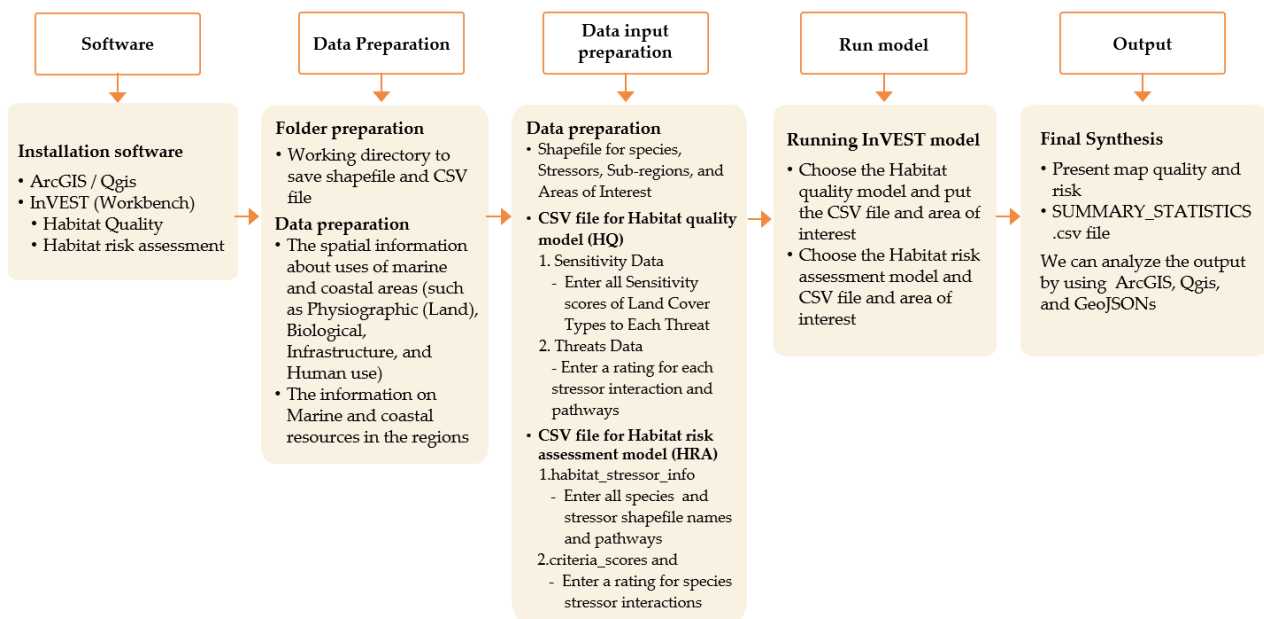 Software
Installation software
• ArcGIS / Qgis
• InVEST (Workbench)
• Habitat Quality
• Habitat risk assessment
Data Preparation
Folder preparation
• Working directory to
save shapefile and CSV
file
Data preparation
• The spatial information
about uses of marine
and coastal areas (such
as Physiographic (Land),
Biological,
Infrastructure, and
Human use)
• The information on
Marine and coastal
resources in the regions
Data input
preparation
Data preparation
• Shapefile for species,
Stressors, Sub-regions, and
Areas of Interest
• CSV file for Habitat quality
model (HQ)
1. Sensitivity Data
- Enter all Sensitivity
scores of Land Cover
Types to Each Threat
2. Threats Data
- Enter a rating for each
stressor interaction and
pathways
• CSV file for Habitat risk
assessment model (HRA)
1.habitat_stressor_info
- Enter all species and
stressor shapefile names
and pathways
2.criteria_scores and
- Enter a rating for species
stressor interactions
Run model
Running InVEST model
• Choose the Habitat
quality model and put
the CSV file and area of
interest
• Choose the Habitat risk
assessment model and
CSV file and area of
interest
Output
Final Synthesis
• Present map quality and
risk
• SUMMARY_STATISTICS
.csv file
We can analyze the output
by using ArcGIS, Qgis,
and GeoJSONs